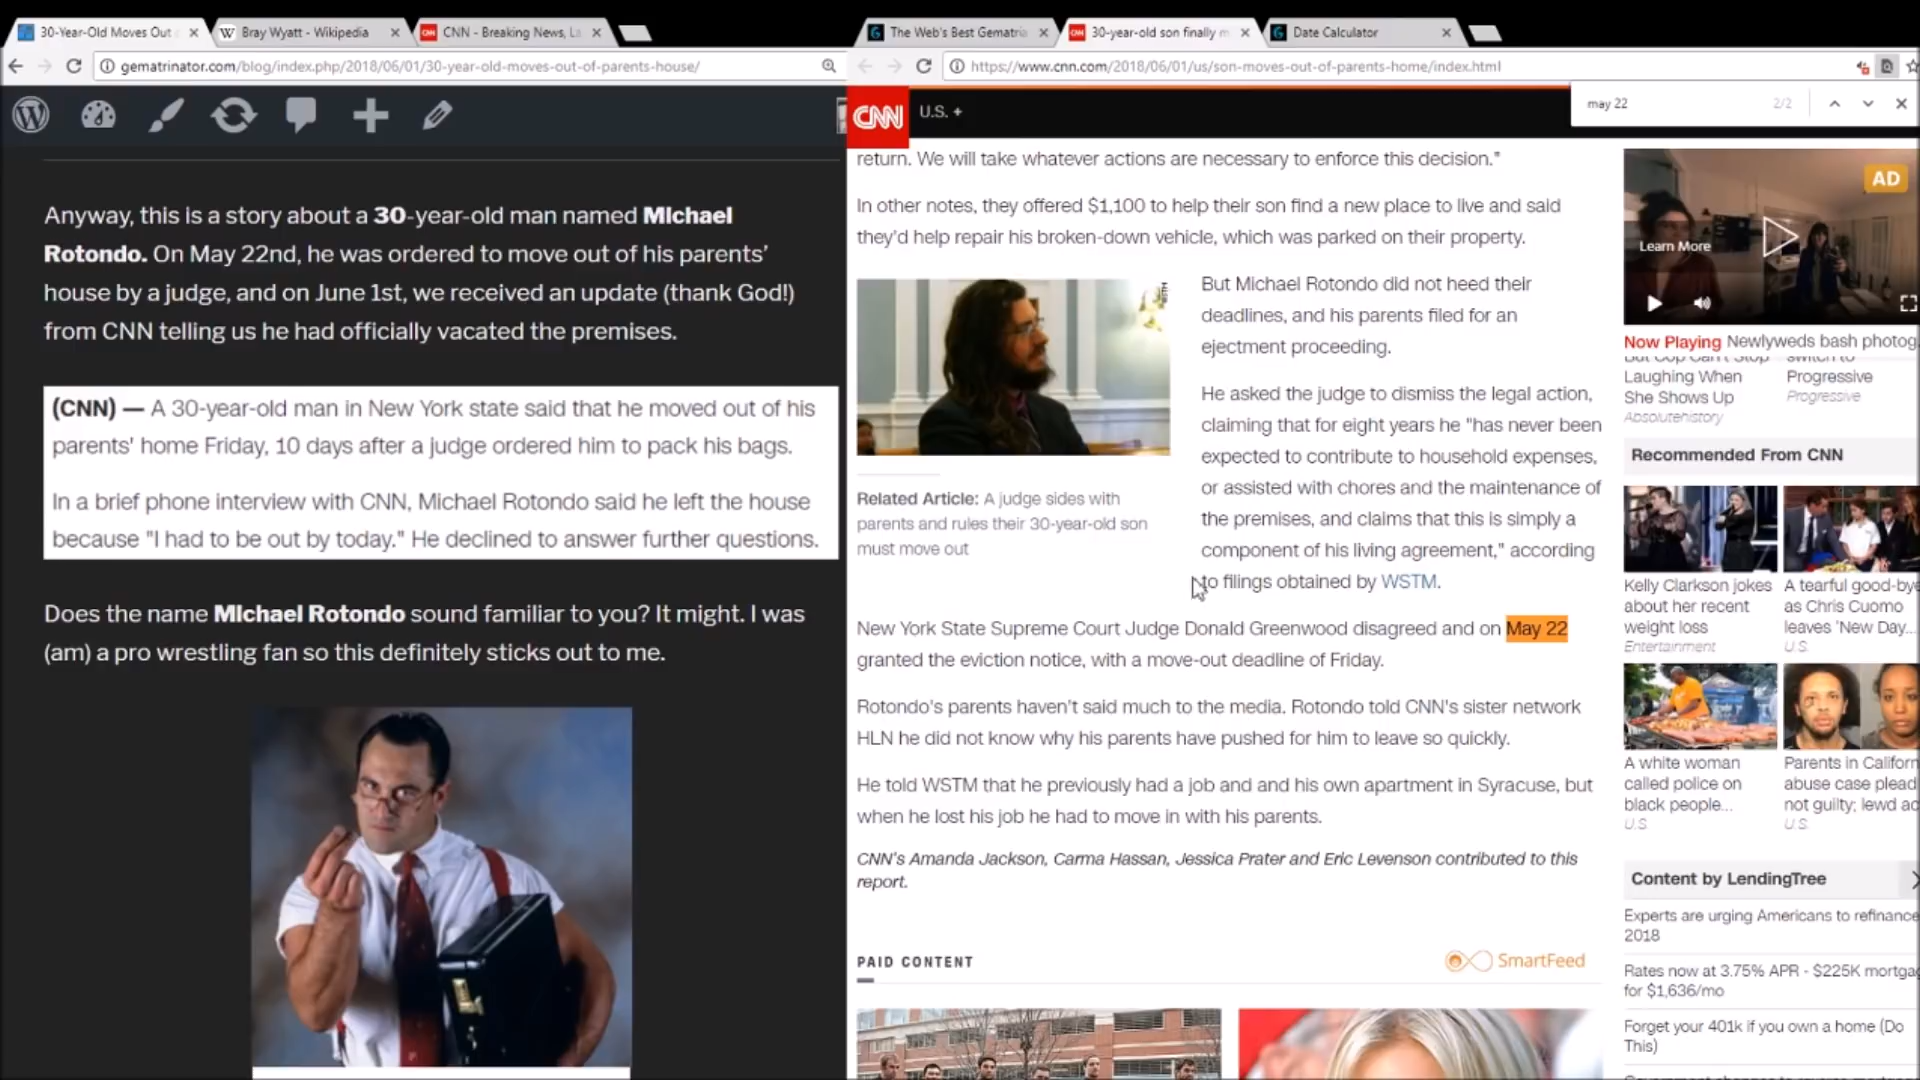 30-Year-Old Moves Out
Bray Wyatt - Wikipedia
CNN - Breaking News, La
The Web's Best Gematria
30-year-old son finally m
Date Calculator
gematrinator.com/blog/index.php/2018/06/01/30-year-old-moves-out-of-parents-house/
https://www.cnn.com/2018/06/01/us/son-moves-out-of-parents-home/index.html
may 22
2/2
CNN
U.S. +
Anyway, this is a story about a 30-year-old man named MIchael
Rotondo. On May 22nd, he was ordered to move out of his parents'
house by a judge, and on June 1st, we received an update (thank God!)
from CNN telling us he had officially vacated the premises.
(CNN) — A 30-year-old man in New York state said that he moved out of his
parents' home Friday, 10 days after a judge ordered him to pack his bags.
In a brief phone interview with CNN, Michael Rotondo said he left the house
because "I had to be out by today." He declined to answer further questions.
Does the name MIchael Rotondo sound familiar to you? It might. I was
(am) a pro wrestling fan so this definitely sticks out to me.
return. We will take whatever actions are necessary to enforce this decision."
In other notes, they offered $1,100 to help their son find a new place to live and said
they'd help repair his broken-down vehicle, which was parked on their property.
WSTM
But Michael Rotondo did not heed their
deadlines, and his parents filed for an
ejectment proceeding.
He asked the judge to dismiss the legal action,
claiming that for eight years he "has never been
expected to contribute to household expenses,
or assisted with chores and the maintenance of
the premises, and claims that this is simply a
component of his living agreement," according
to filings obtained by WSTM.
Related Article: A judge sides with
parents and rules their 30-year-old son
must move out
New York State Supreme Court Judge Donald Greenwood disagreed and on May 22
granted the eviction notice, with a move-out deadline of Friday.
Rotondo's parents haven't said much to the media. Rotondo told CNN's sister network
HLN he did not know why his parents have pushed for him to leave so quickly.
He told WSTM that he previously had a job and and his own apartment in Syracuse, but
when he lost his job he had to move in with his parents.
CNN's Amanda Jackson, Carma Hassan, Jessica Prater and Eric Levenson contributed to this
report.
PAID CONTENT
SmartFeed
AD
Learn More
Now Playing Newlyweds bash photog
But Cop Can't Stop
Laughing When
She Shows Up
Absolutehistory
switch to
Progressive
Progressive
Recommended From CNN
Kelly Clarkson jokes
about her recent
weight loss
Entertainment
A tearful good-bye
as Chris Cuomo
leaves 'New Day...
U.S.
A white woman
called police on
black people...
U.S.
Parents in Californ
abuse case plead
not guilty; lewd ac
U.S.
Content by LendingTree
Experts are urging Americans to refinance
2018
Rates now at 3.75% APR - $225K mortga
for $1,636/mo
Forget your 401k if you own a home (Do
This)